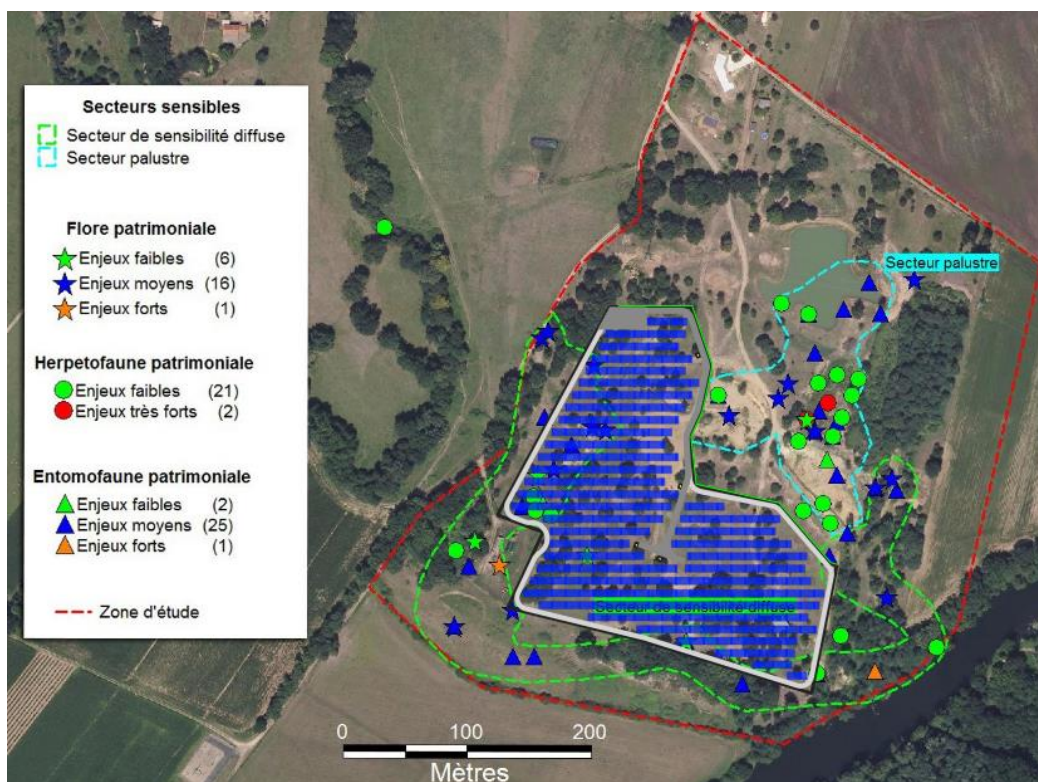 Secteurs sensibles
Secteur de sensibilité diffuse
Secteur palustre
Flore patrimoniale
Enjeux faibles (6)
Enjeux moyens (16)
Enjeux forts (1)
Herpetofaune patrimoniale
Enjeux faibles (21)
Enjeux très forts (2)
Entomofaune patrimoniale
Enjeux faibles (2)
Enjeux moyens (25)
Enjeux forts (1)
Zone d'étude
Secteur palustre
Secteur de sensibilité diffuse
0 100 200
Mètres